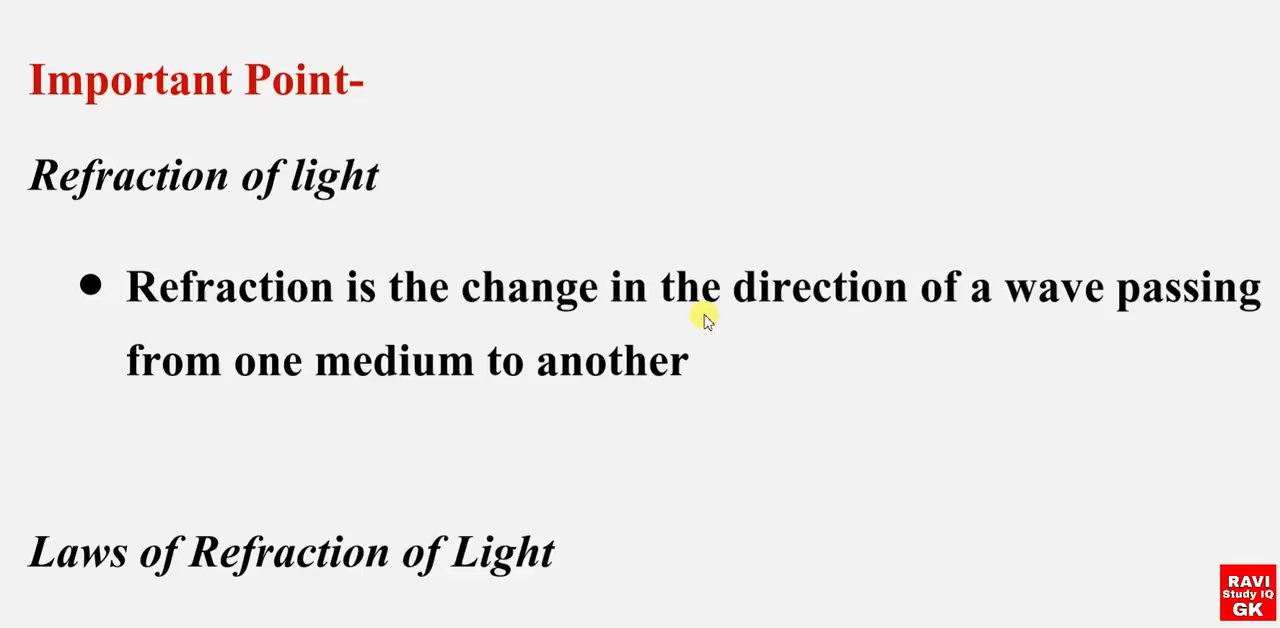 Important Point-
Refraction of light
● Refraction is the change in the direction of a wave passing
from one medium to another
Laws of Refraction of Light
RAVI
Study IQ
GK